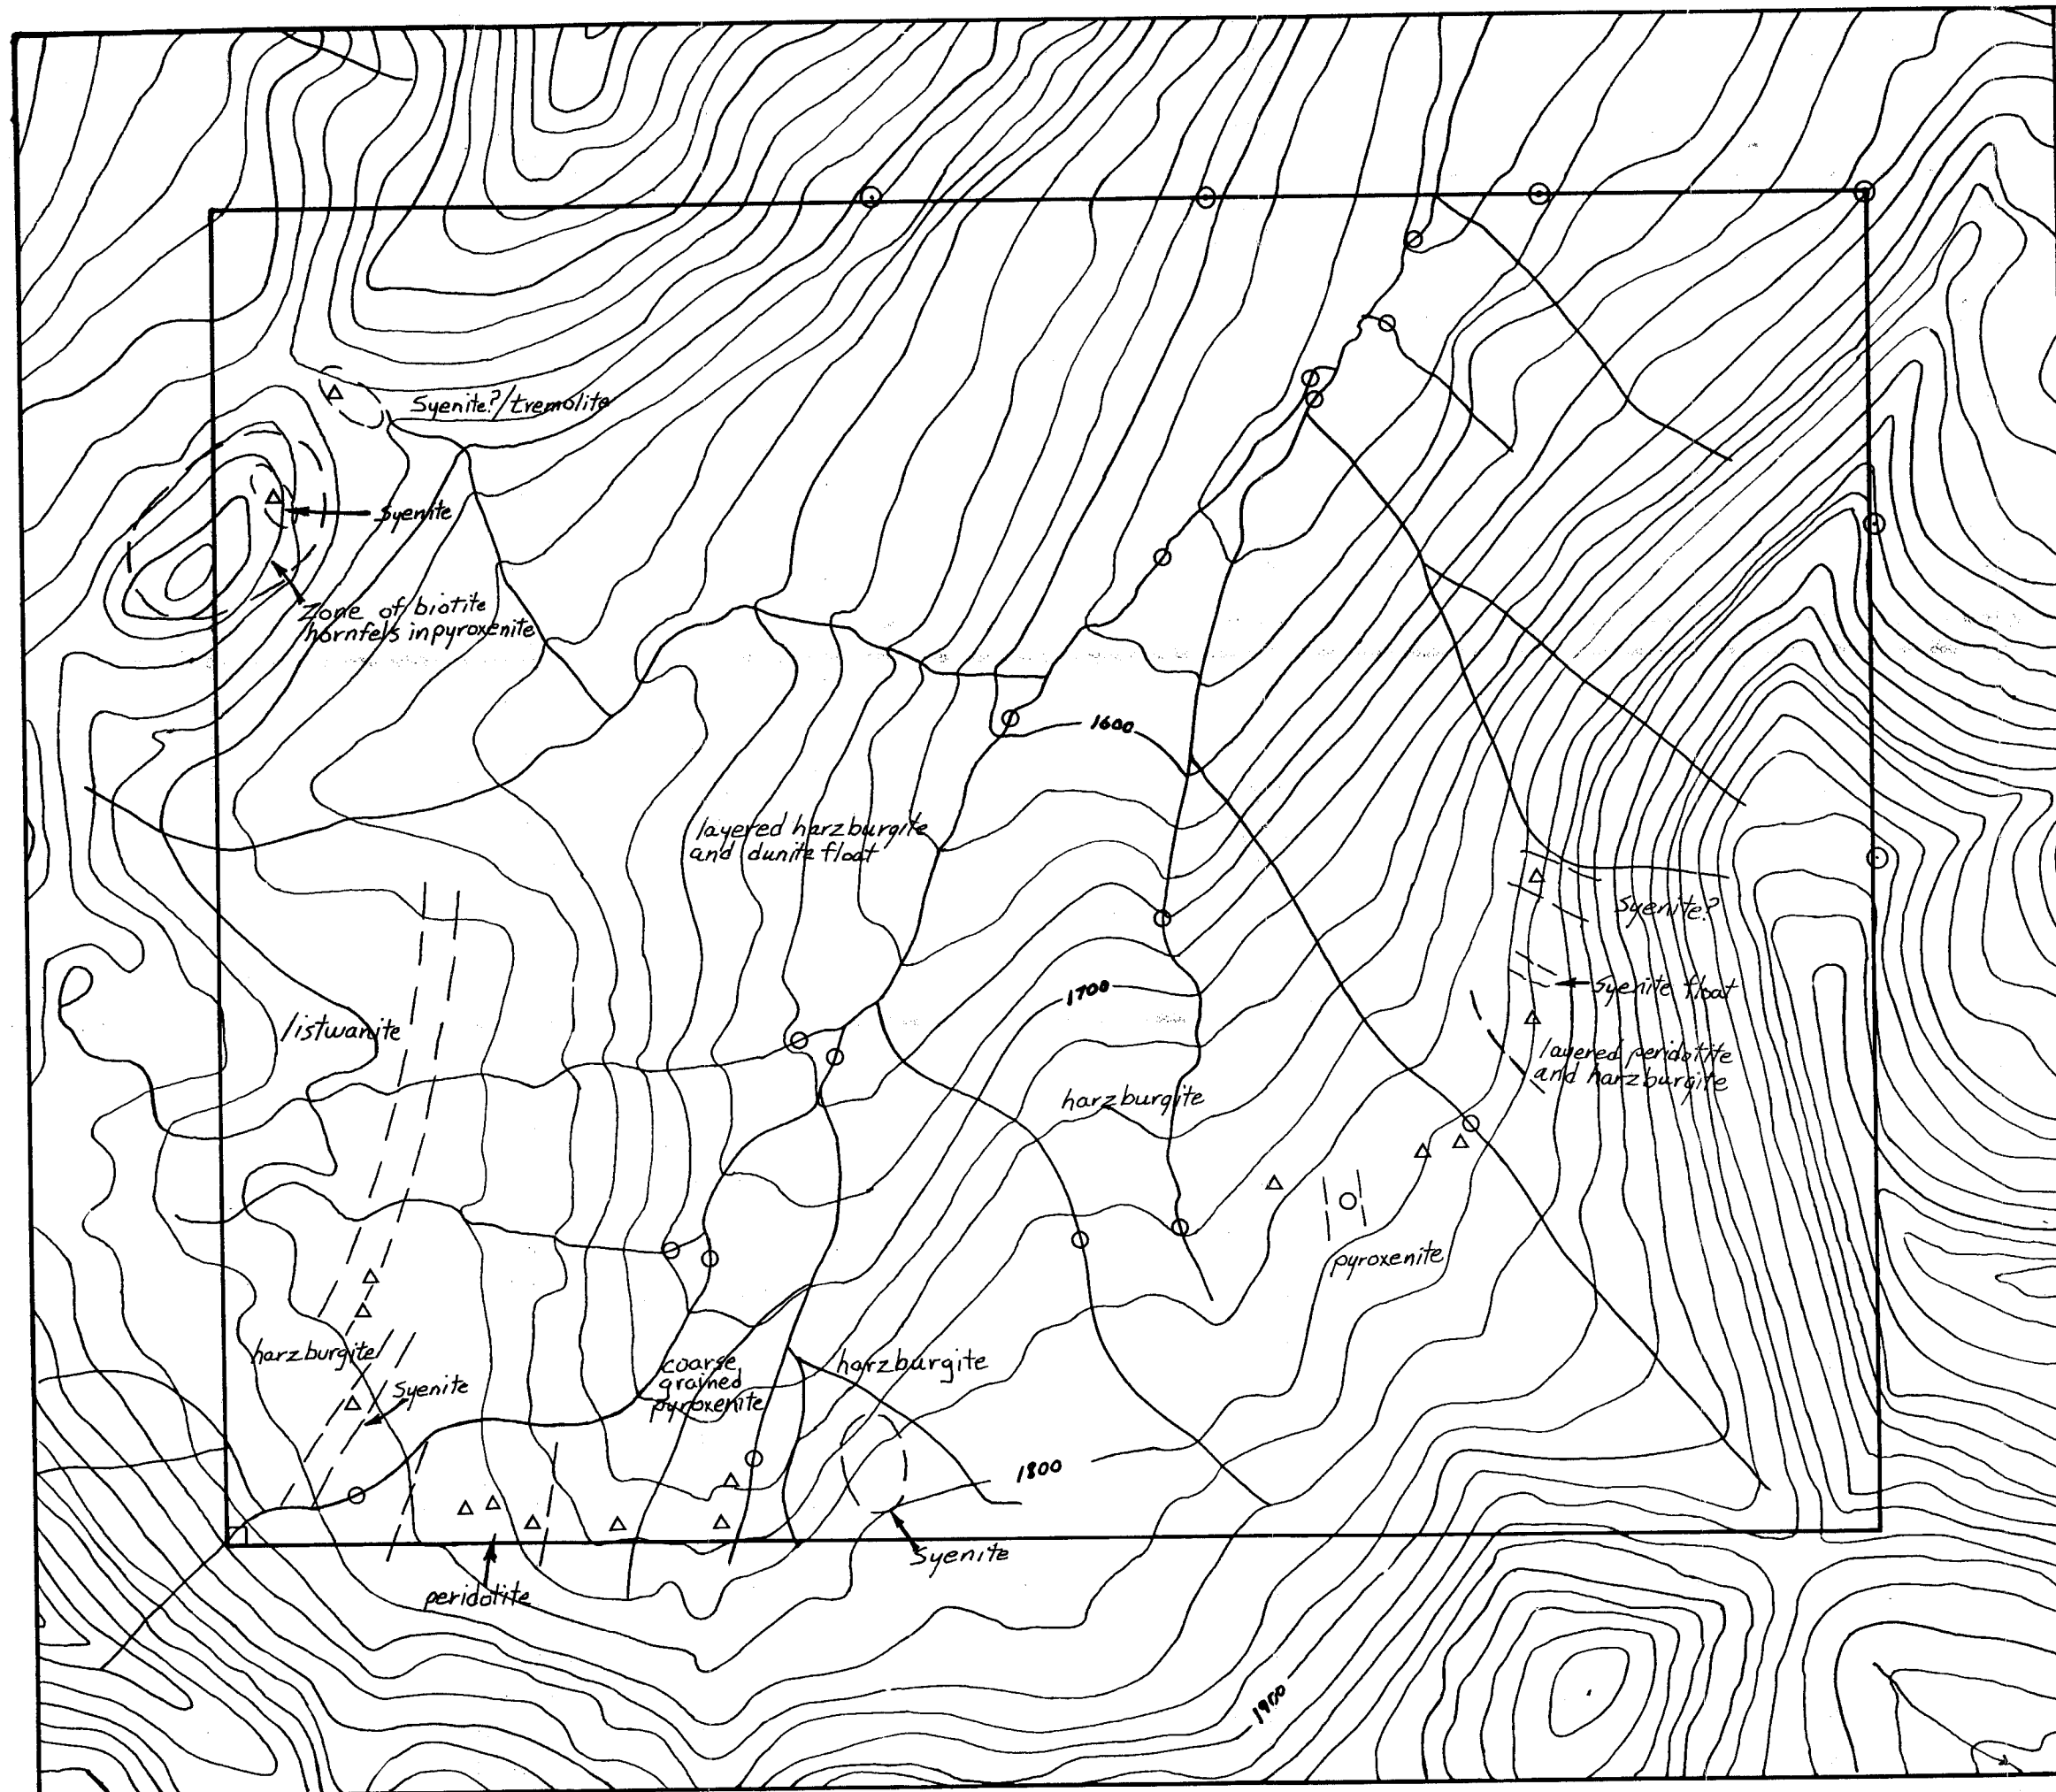 Syenite?/tremolite
Syenite
Zone of biotite
hornfels in pyroxenite
1600
layered harzburgite
and dunite float
Syenite?
Syenite float
1700
listwanite
layered peridotite
and harzburgite
harzburgite
pyroxenite
harzburgite
coarse
grained
pyroxenite
harzburgite
Syenite
1800
Syenite
peridotite
1900